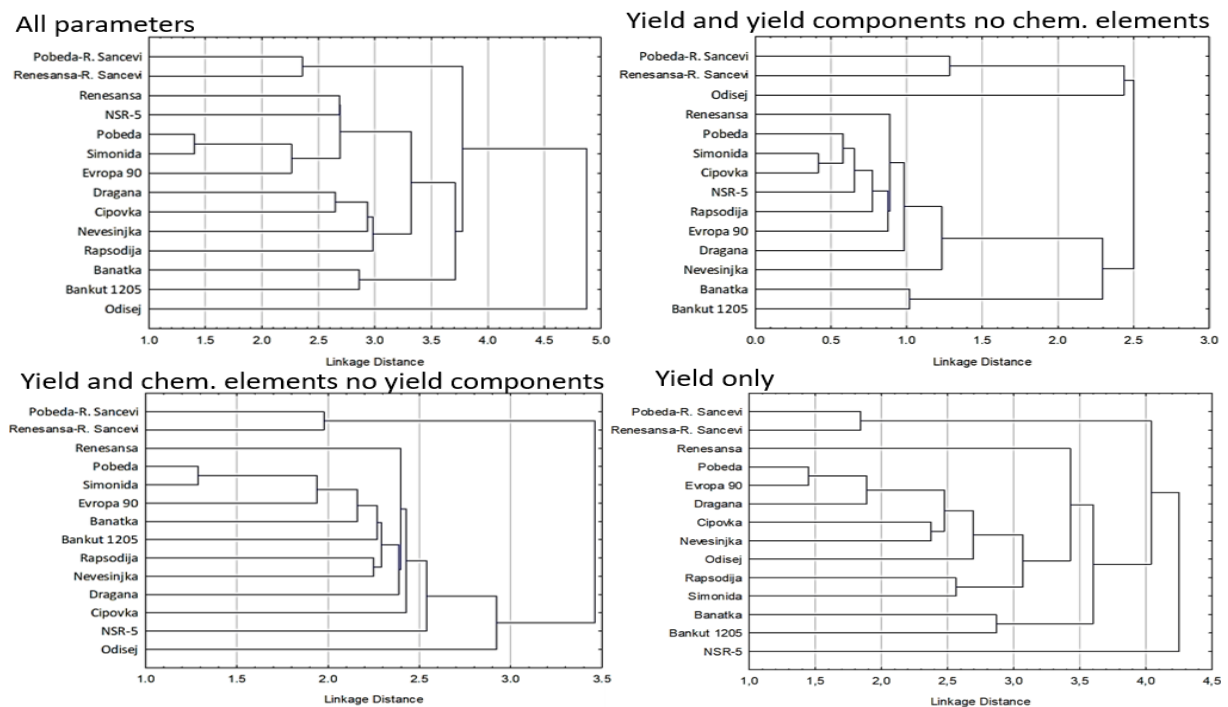 All parameters
Pobeda-R. Sancevi
Renesansa-R. Sancevi
Renesansa
NSR-5
Pobeda
Simonida
Evropa 90
Dragana
Cipovka
Nevesinjka
Rapsodija
Banatka
Bankut 1205
Odisej
1.0 1.5 2.0 2.5 3.0 3.5 4.0 4.5 5.0
Linkage Distance
Yield and yield components no chem. elements
Pobeda-R. Sancevi
Renesansa-R. Sancevi
Odisej
Renesansa
Pobeda
Simonida
Cipovka
NSR-5
Rapsodija
Evropa 90
Dragana
Nevesinjka
Banatka
Bankut 1205
0.0 0.5 1.0 1.5 2.0 2.5 3.0
Linkage Distance
Yield and chem. elements no yield components
Pobeda-R. Sancevi
Renesansa-R. Sancevi
Renesansa
Pobeda
Simonida
Evropa 90
Banatka
Bankut 1205
Rapsodija
Nevesinjka
Dragana
Cipovka
NSR-5
Odisej
1.0 1.5 2.0 2.5 3.0 3.5
Linkage Distance
Yield only
Pobeda-R. Sancevi
Renesansa-R. Sancevi
Renesansa
Pobeda
Evropa 90
Dragana
Cipovka
Nevesinjka
Odisej
Rapsodija
Simonida
Banatka
Bankut 1205
NSR-5
1,0 1,5 2,0 2,5 3,0 3,5 4,0 4,5
Linkage Distance